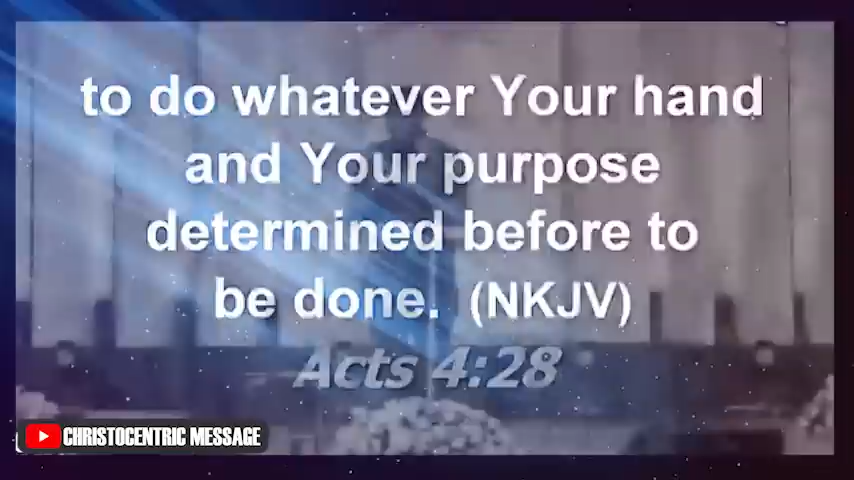 to do whatever Your hand
and Your purpose
determined before to
be done. (NKJV)
Acts 4:28
CHRISTOCENTRIC MESSAGE